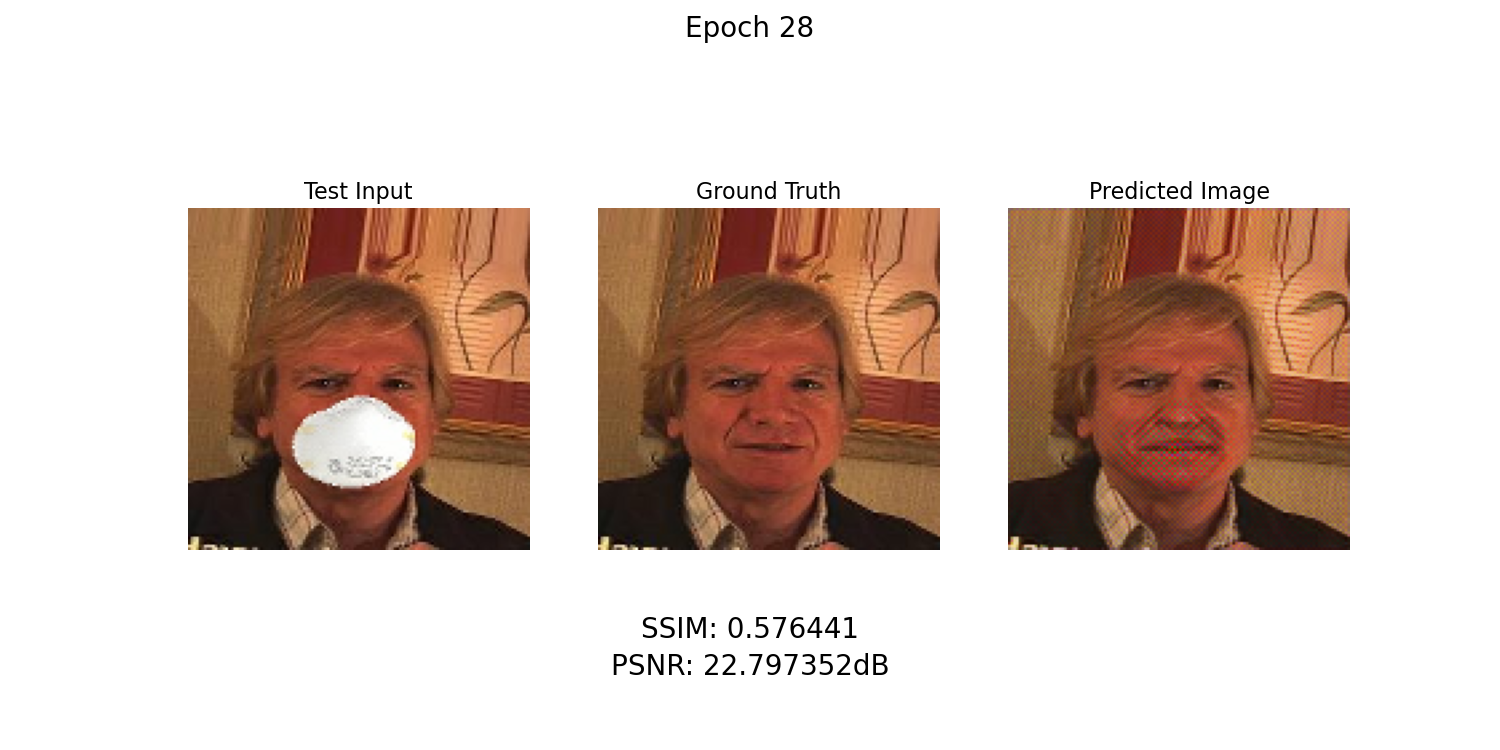 Epoch 28
Test Input
Ground Truth
Predicted Image
SSIM: 0.576441
PSNR: 22.797352dB